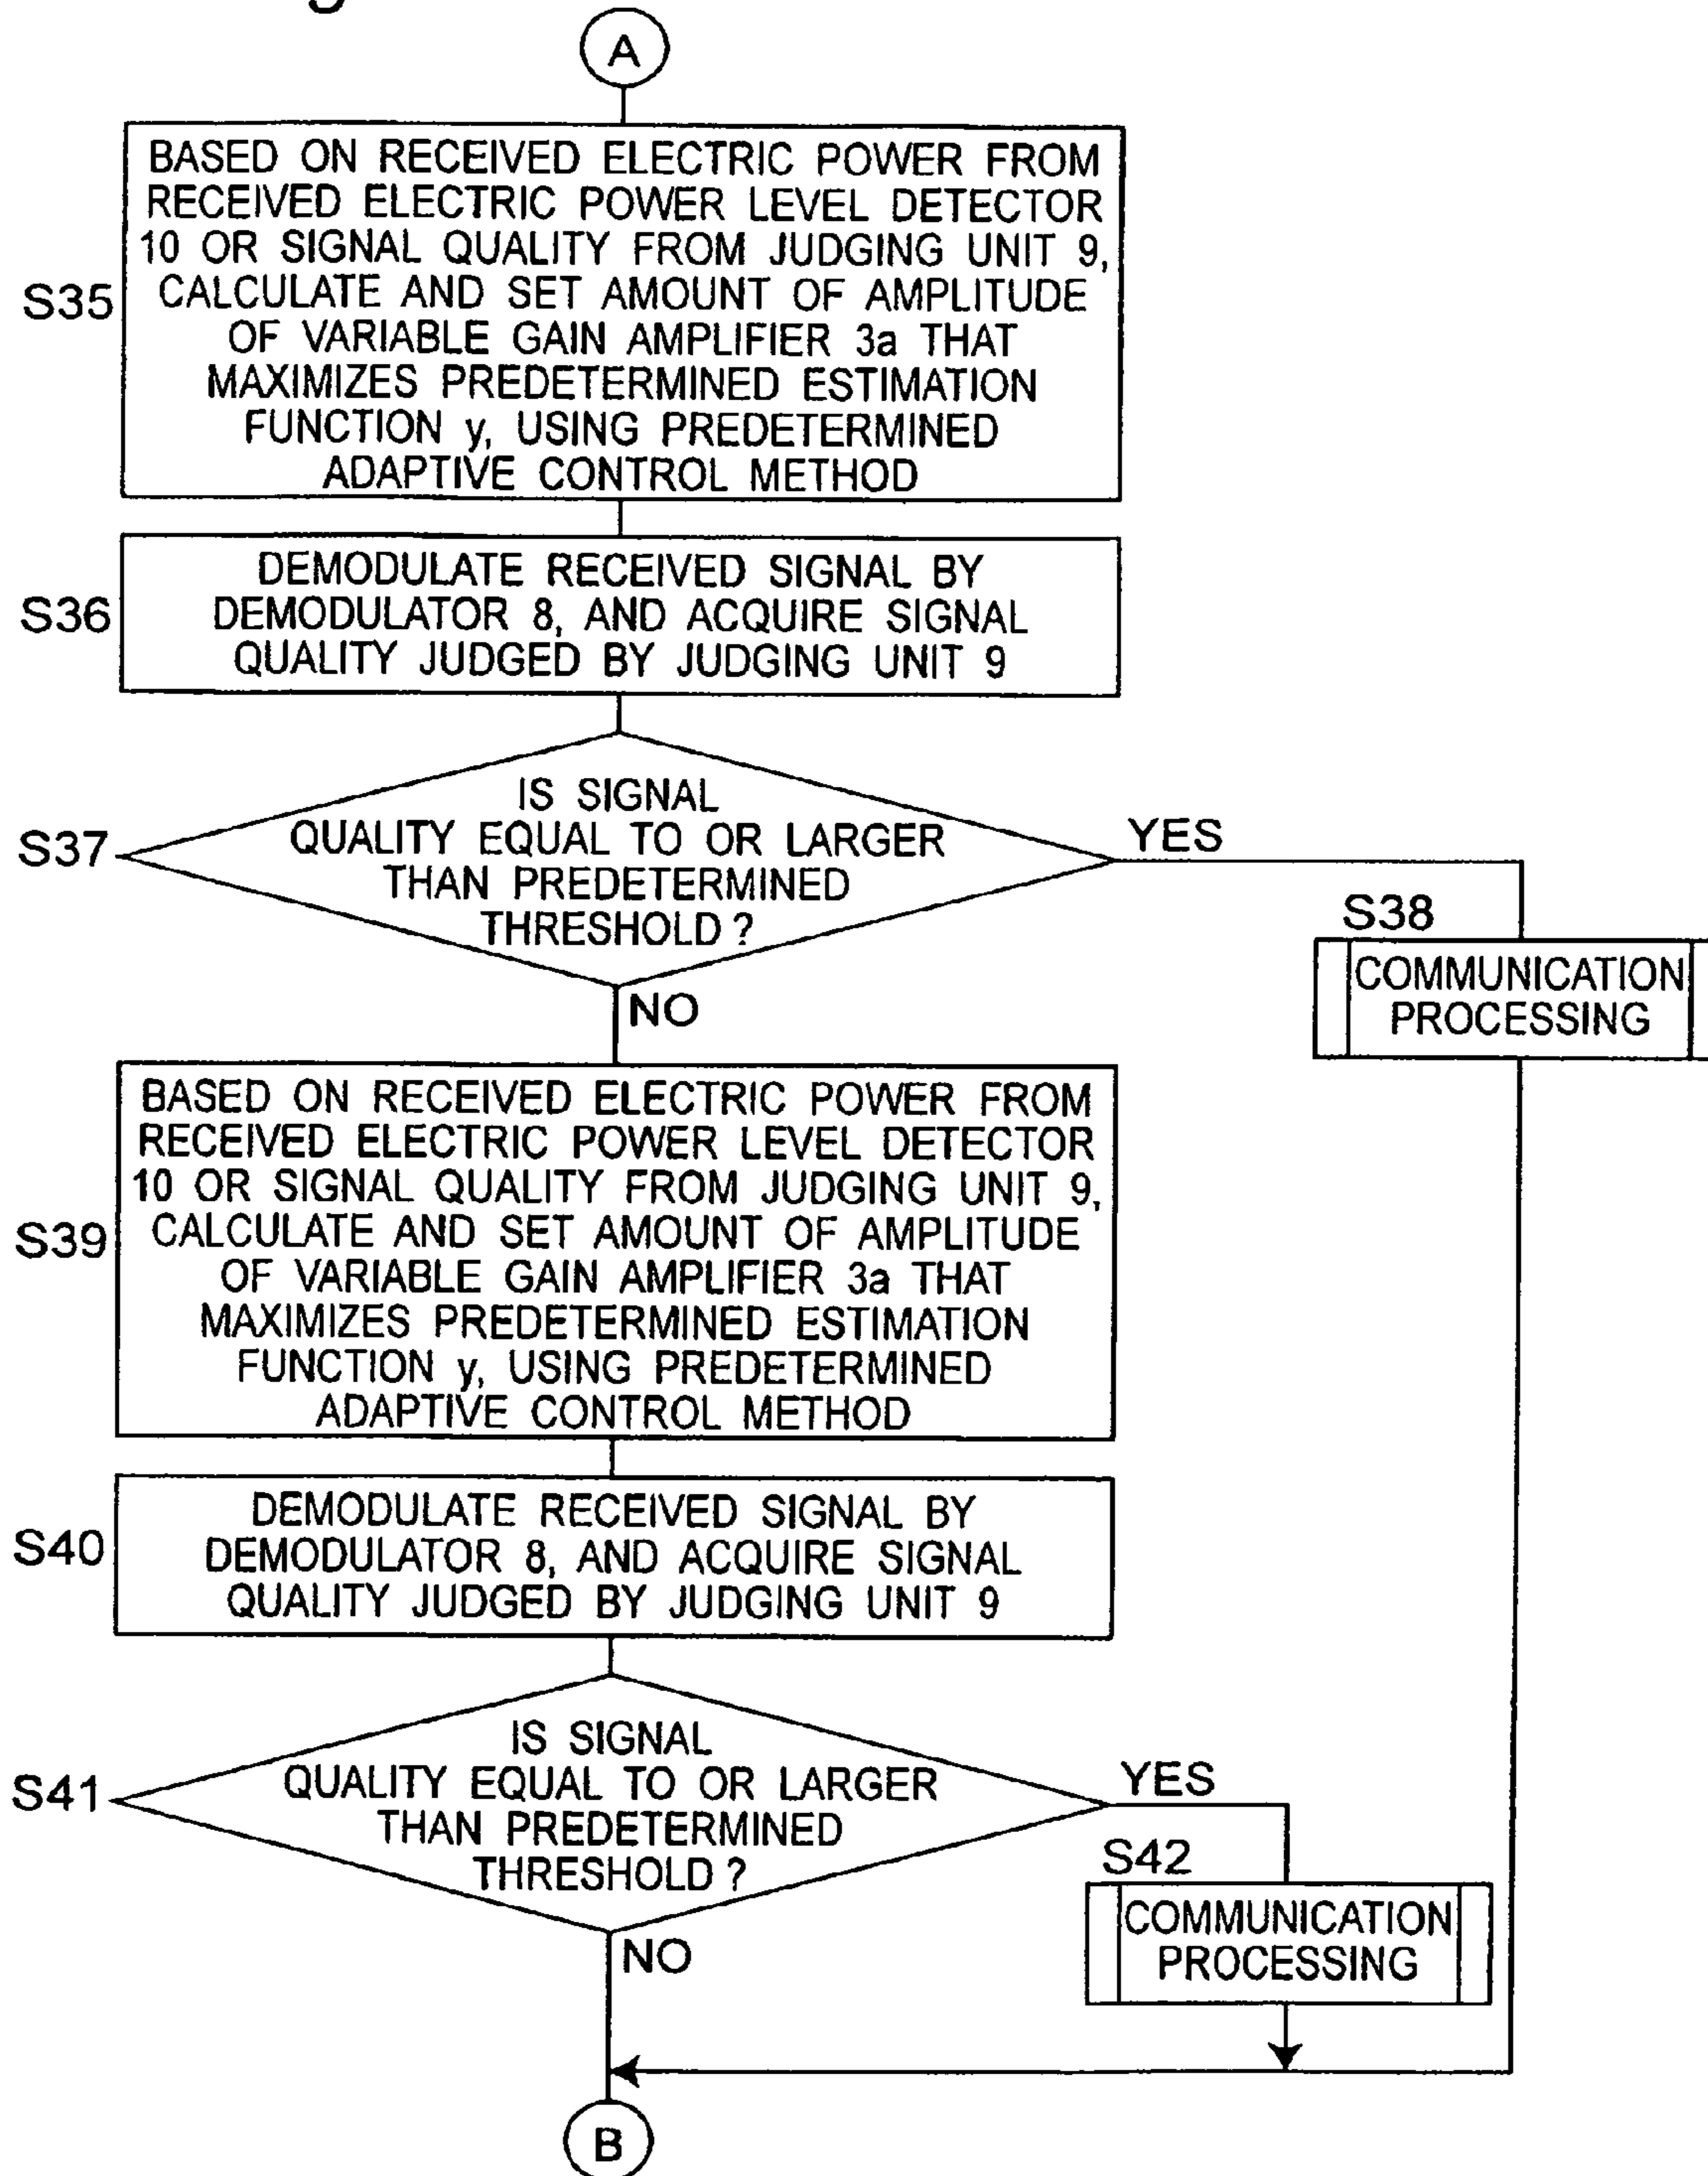 A
BASED ON RECEIVED ELECTRIC POWER FROM
RECEIVED ELECTRIC POWER LEVEL DETECTOR
10 OR SIGNAL QUALITY FROM JUDGING UNIT 9,
S35
CALCULATE AND SET AMOUNT OF AMPLITUDE
OF VARIABLE GAIN AMPLIFIER 3a THAT
MAXIMIZES PREDETERMINED ESTIMATION
FUNCTION y, USING PREDETERMINED
ADAPTIVE CONTROL METHOD
DEMODULATE RECEIVED SIGNAL BY
S36
DEMODULATOR 8, AND ACQUIRE SIGNAL
QUALITY JUDGED BY JUDGING UNIT 9
IS SIGNAL
S37
QUALITY EQUAL TO OR LARGER
THAN PREDETERMINED
THRESHOLD ?
YES
S38
COMMUNICATION
PROCESSING
NO
BASED ON RECEIVED ELECTRIC POWER FROM
RECEIVED ELECTRIC POWER LEVEL DETECTOR
10 OR SIGNAL QUALITY FROM JUDGING UNIT 9,
S39
CALCULATE AND SET AMOUNT OF AMPLITUDE
OF VARIABLE GAIN AMPLIFIER 3a THAT
MAXIMIZES PREDETERMINED ESTIMATION
FUNCTION y, USING PREDETERMINED
ADAPTIVE CONTROL METHOD
DEMODULATE RECEIVED SIGNAL BY
S40
DEMODULATOR 8, AND ACQUIRE SIGNAL
QUALITY JUDGED BY JUDGING UNIT 9
IS SIGNAL
S41
QUALITY EQUAL TO OR LARGER
THAN PREDETERMINED
THRESHOLD ?
YES
S42
COMMUNICATION
PROCESSING
NO
B